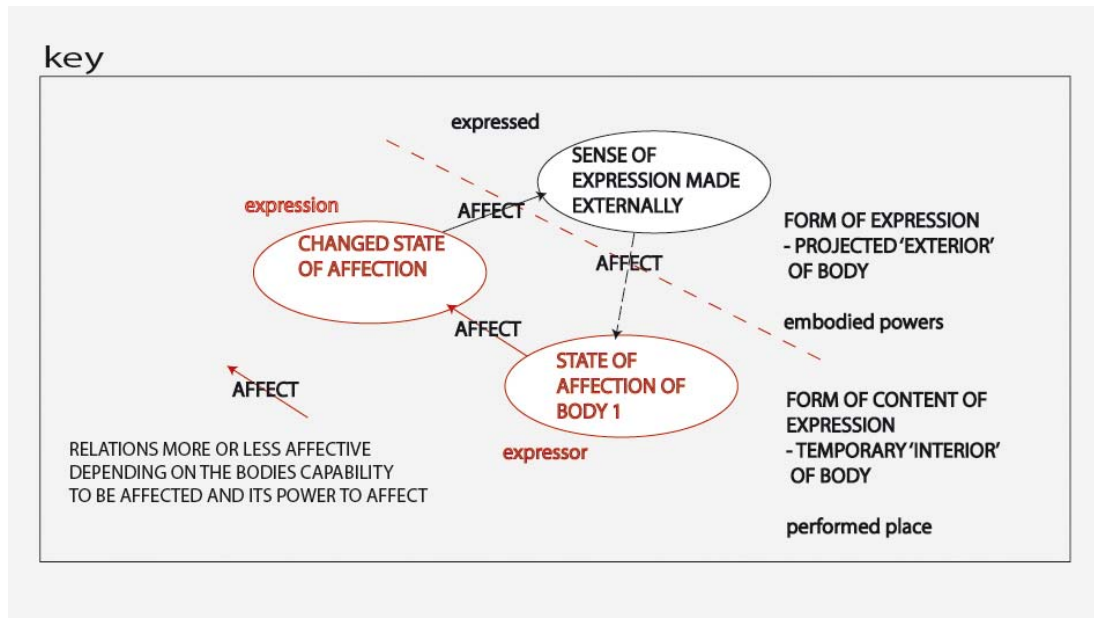 key
expressed
SENSE OF
EXPRESSION MADE
EXTERNALLY
AFFECT
expression
CHANGED STATE
OF AFFECTION
AFFECT
AFFECT
STATE OF
AFFECTION OF
BODY 1
expressor
AFFECT
RELATIONS MORE OR LESS AFFECTIVE
DEPENDING ON THE BODIES CAPABILITY
TO BE AFFECTED AND ITS POWER TO AFFECT
FORM OF EXPRESSION
- PROJECTED 'EXTERIOR'
OF BODY
embodied powers
FORM OF CONTENT OF
EXPRESSION
- TEMPORARY 'INTERIOR'
OF BODY
performed place